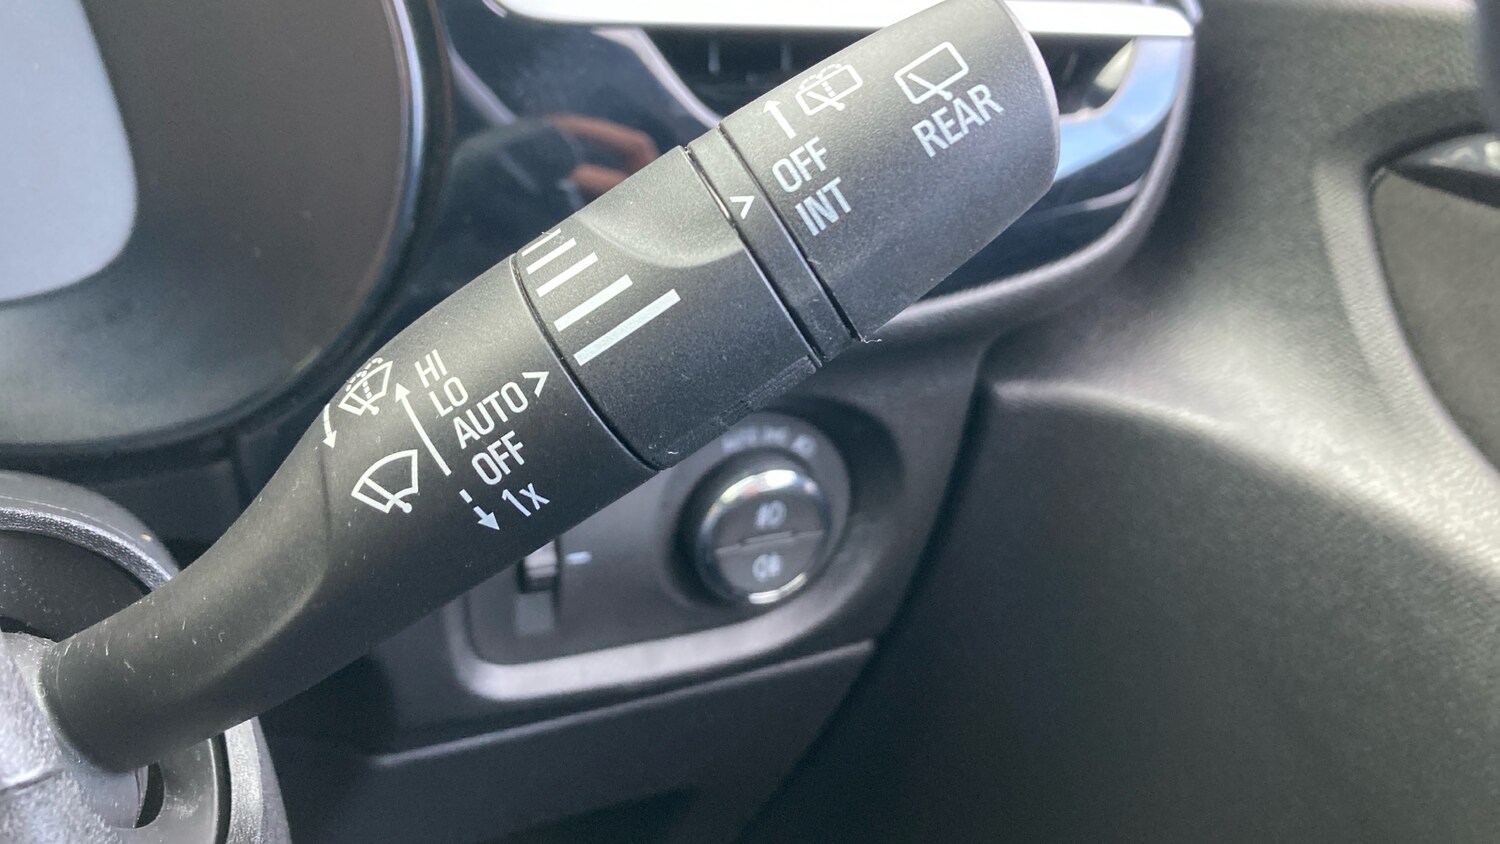 HI
LO
AUTO >
OFF
1x
>
OFF
INT
REAR